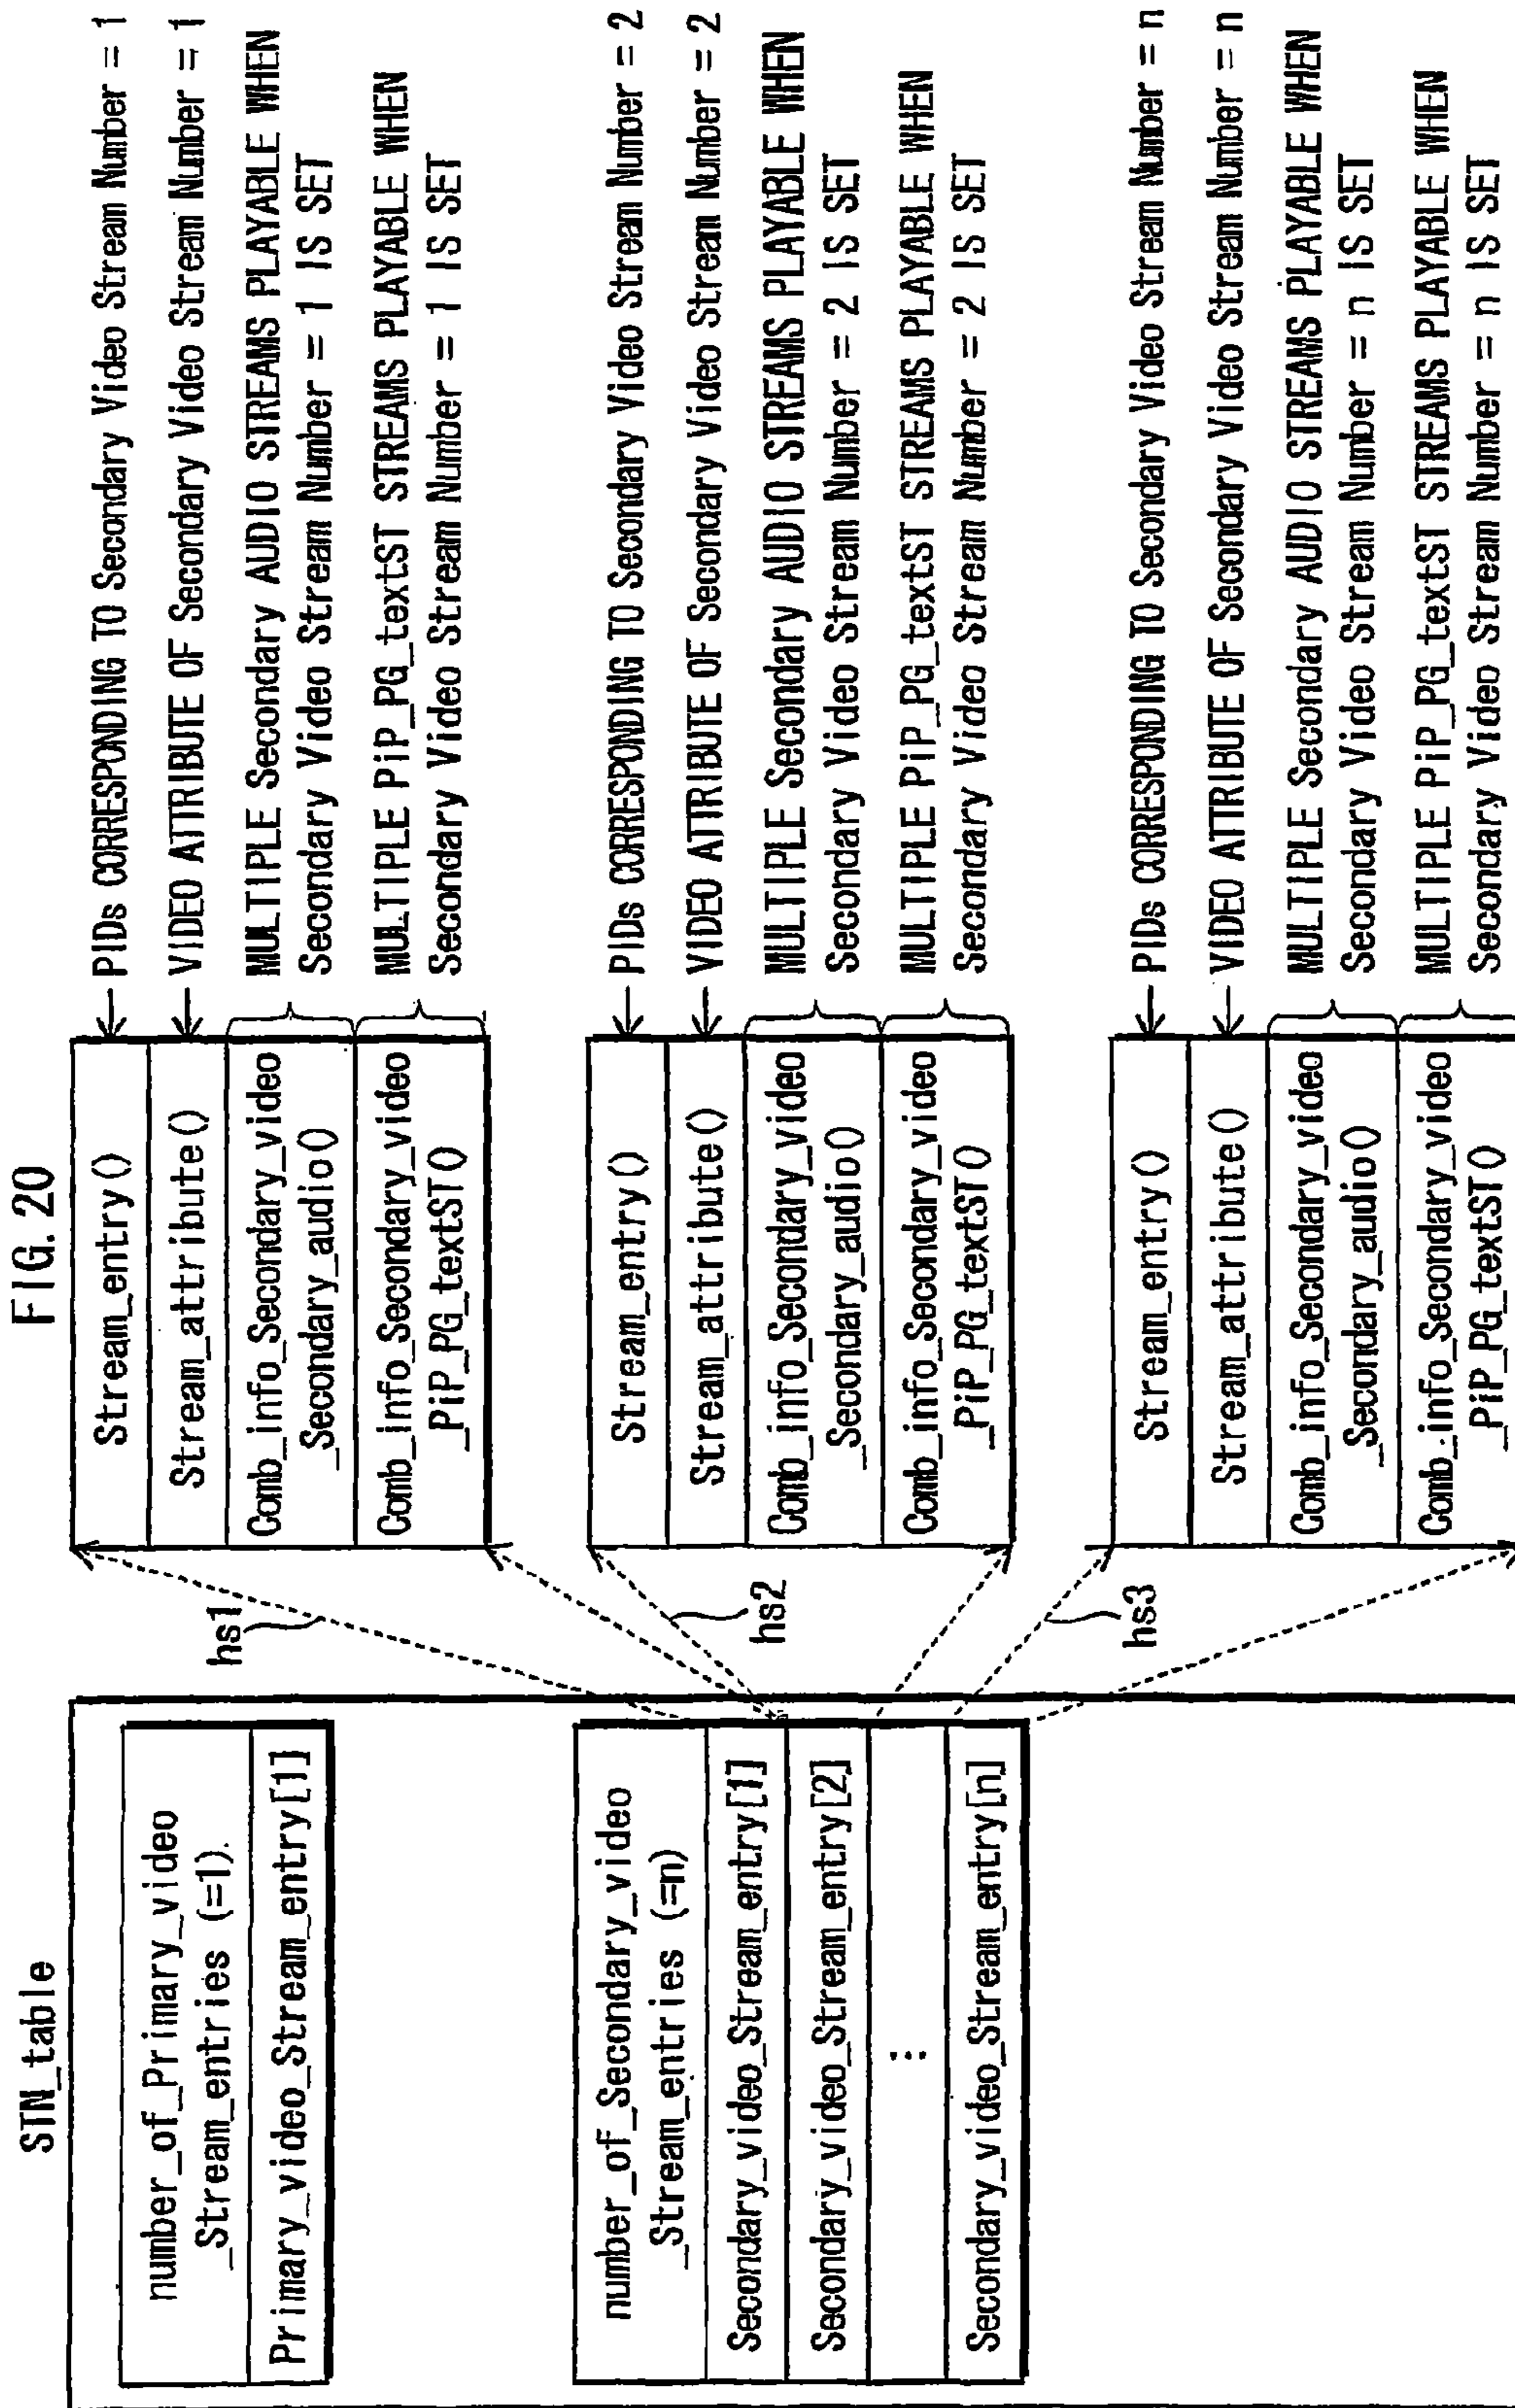 FIG. 20
STN_table
number_of_Primary_video
_Stream_entries (=1).
Primary_video_Stream_entry[1]
number_of_Secondary_video
_Stream_entries (=n)
Secondary_video_Stream_entry[1]
Secondary_video_Stream_entry[2]
...
Secondary_video_Stream_entry[n]
hs1
hs2
hs3
Stream_entry()
Stream_attribute()
Comb_info_Secondary_video
_Secondary_audio()
Comb_info_Secondary_video
_PiP_PG_textST()
PIDs CORRESPONDING TO Secondary Video Stream Number = 1
VIDEO ATTRIBUTE OF Secondary Video Stream Number = 1
MULTIPLE Secondary AUDIO STREAMS PLAYABLE WHEN
Secondary Video Stream Number = 1 IS SET
MULTIPLE PiP_PG_textST STREAMS PLAYABLE WHEN
Secondary Video Stream Number = 1 IS SET
Stream_entry()
Stream_attribute()
Comb_info_Secondary_video
_Secondary_audio()
Comb_info_Secondary_video
_PiP_PG_textST()
PIDs CORRESPONDING TO Secondary Video Stream Number = 2
VIDEO ATTRIBUTE OF Secondary Video Stream Number = 2
MULTIPLE Secondary AUDIO STREAMS PLAYABLE WHEN
Secondary Video Stream Number = 2 IS SET
MULTIPLE PiP_PG_textST STREAMS PLAYABLE WHEN
Secondary Video Stream Number = 2 IS SET
Stream_entry()
Stream_attribute()
Comb_info_Secondary_video
_Secondary_audio()
Comb_info_Secondary_video
_PiP_PG_textST()
PIDs CORRESPONDING TO Secondary Video Stream Number = n
VIDEO ATTRIBUTE OF Secondary Video Stream Number = n
MULTIPLE Secondary AUDIO STREAMS PLAYABLE WHEN
Secondary Video Stream Number = n IS SET
MULTIPLE PiP_PG_textST STREAMS PLAYABLE WHEN
Secondary Video Stream Number = n IS SET